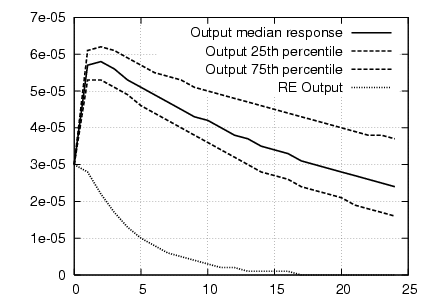 7e-05
6e-05
5e-05
4e-05
3e-05
2e-05
1e-05
0
0
5
10
15
20
25
Output median response
Output 25th percentile
Output 75th percentile
RE Output